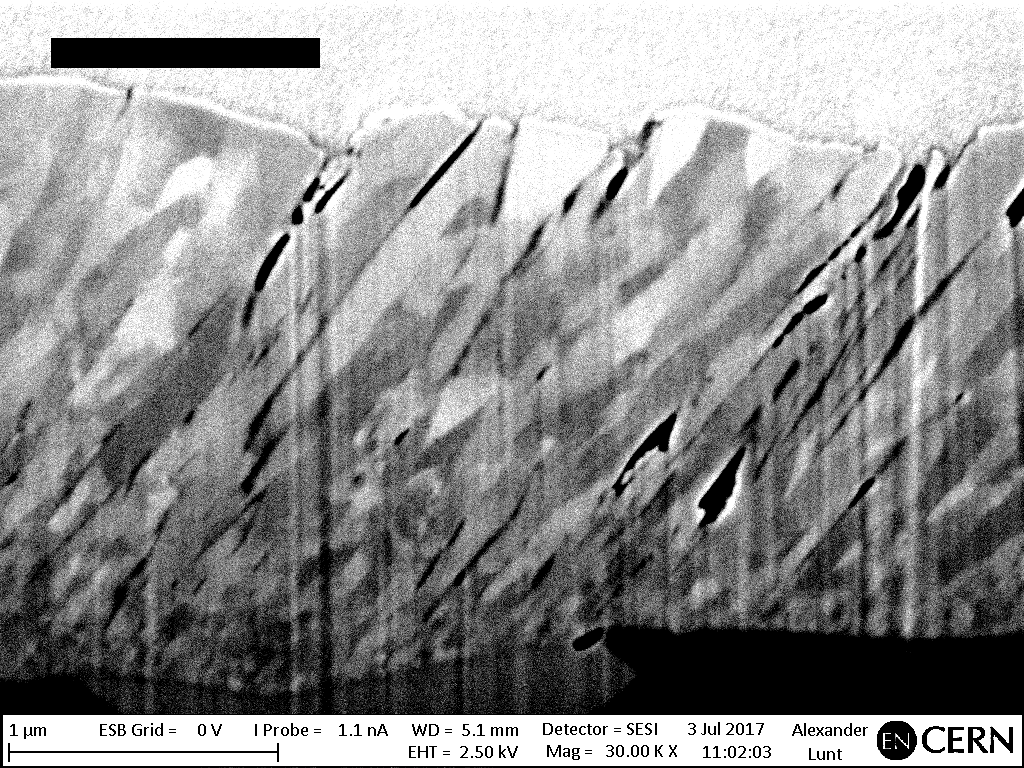 1 µm ESB Grid = 0 V I Probe = 1.1 nA WD = 5.1 mm Detector = SESI 3 Jul 2017 Alexander
EHT = 2.50 kV Mag = 30.00 K X 11:02:03 Lunt
EN CERN